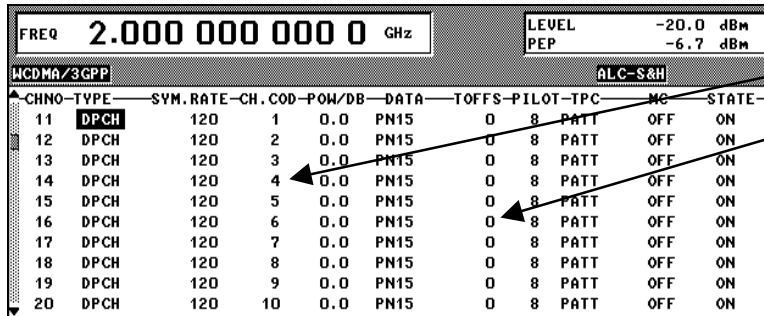 FREQ 2.000 000 000 0 GHz LEVEL -20.0 dBm
PEP -6.7 dBm
WCDMA/3GPP ALC-S&H
CHNO TYPE SYM.RATE CH.COD POW/DB DATA TOFFS PILOT TPC MC STATE
11 DPCH 120 1 0.0 PN15 0 8 PATT OFF ON
12 DPCH 120 2 0.0 PN15 0 8 PATT OFF ON
13 DPCH 120 3 0.0 PN15 0 8 PATT OFF ON
14 DPCH 120 4 0.0 PN15 0 8 PATT OFF ON
15 DPCH 120 5 0.0 PN15 0 8 PATT OFF ON
16 DPCH 120 6 0.0 PN15 0 8 PATT OFF ON
17 DPCH 120 7 0.0 PN15 0 8 PATT OFF ON
18 DPCH 120 8 0.0 PN15 0 8 PATT OFF ON
19 DPCH 120 9 0.0 PN15 0 8 PATT OFF ON
20 DPCH 120 10 0.0 PN15 0 8 PATT OFF ON